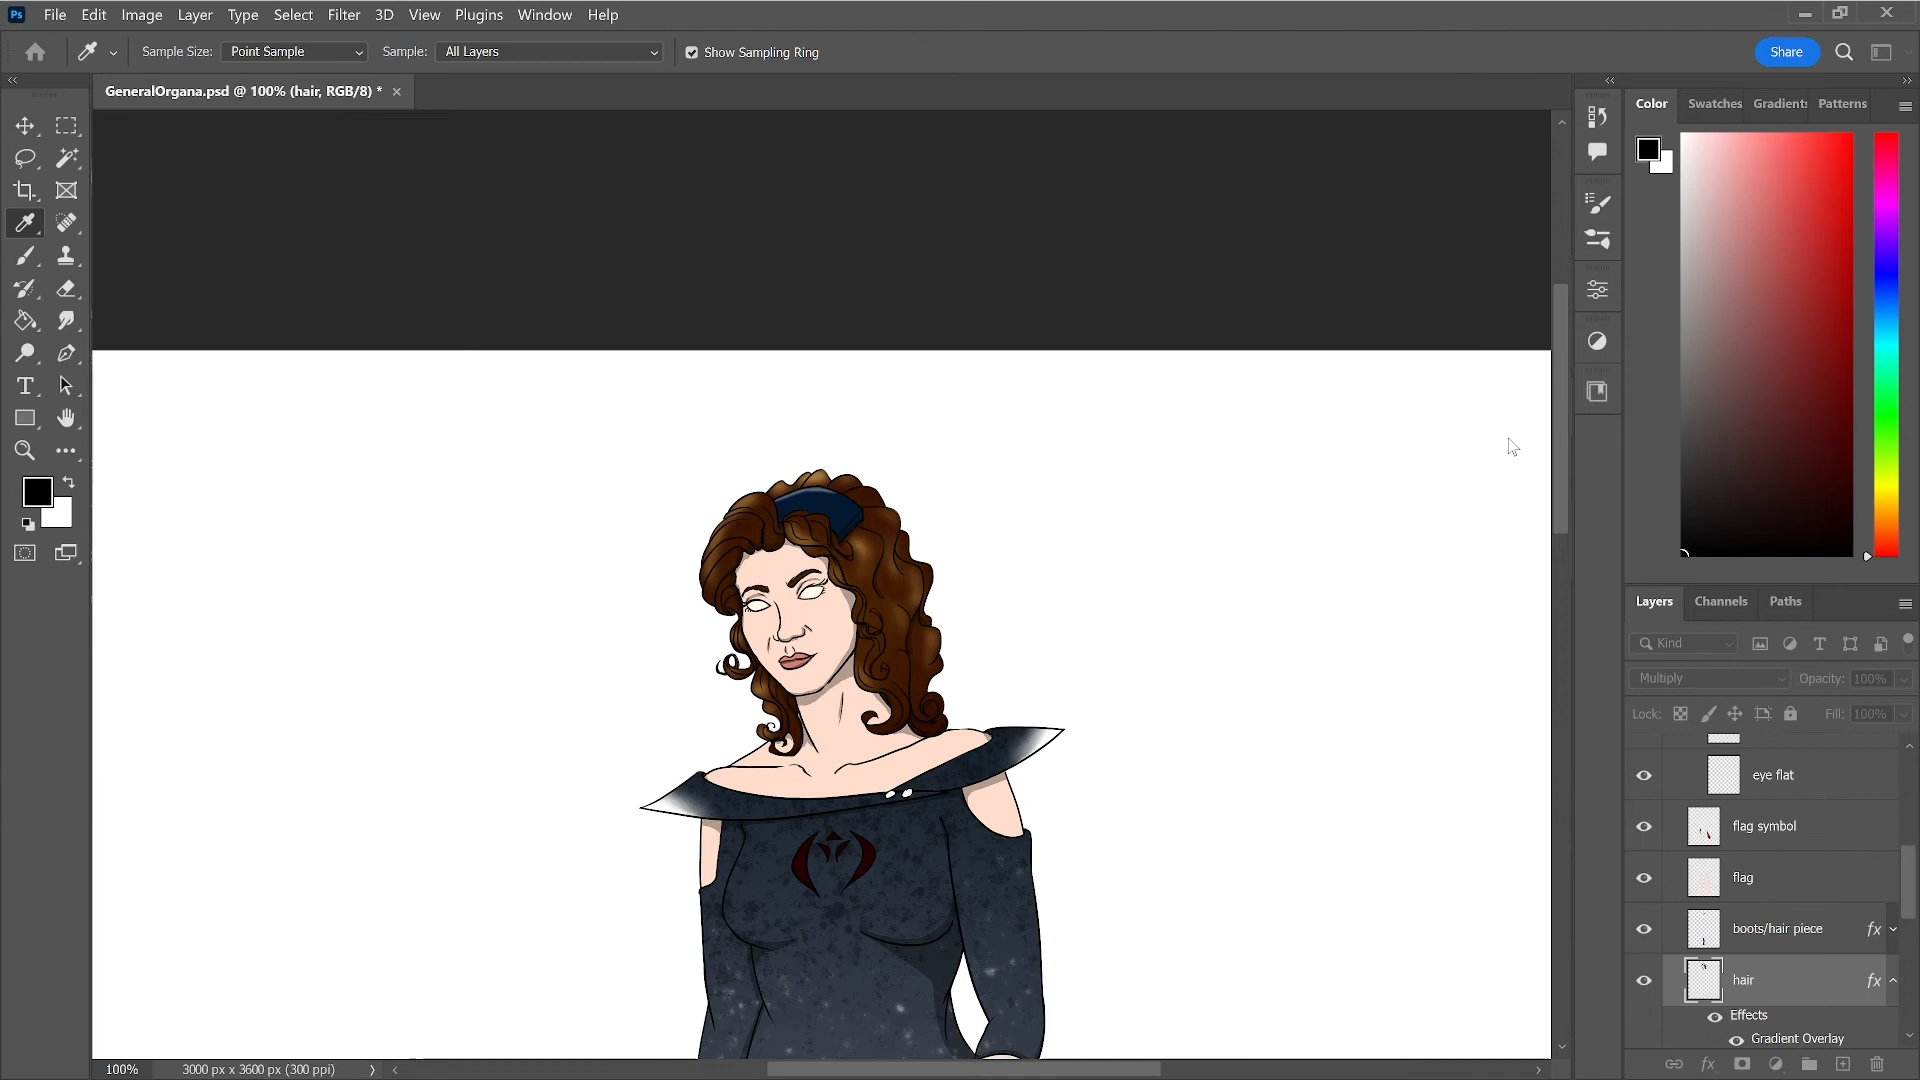 Ps File Edit Image Layer Type Select Filter 3D View Plugins Window Help
Sample Size: Point Sample Sample: All Layers Show Sampling Ring Share
GeneralOrgana.psd @ 100% (hair, RGB/8) *
Color Swatches Gradients Patterns
Layers Channels Paths
Kind
Multiply Opacity: 100%
Lock: Fill: 100%
eye flat
flag symbol
flag
boots/hair piece fx
hair fx
Effects
Gradient Overlay
100% 3000 px x 3600 px (300 ppi)
fx